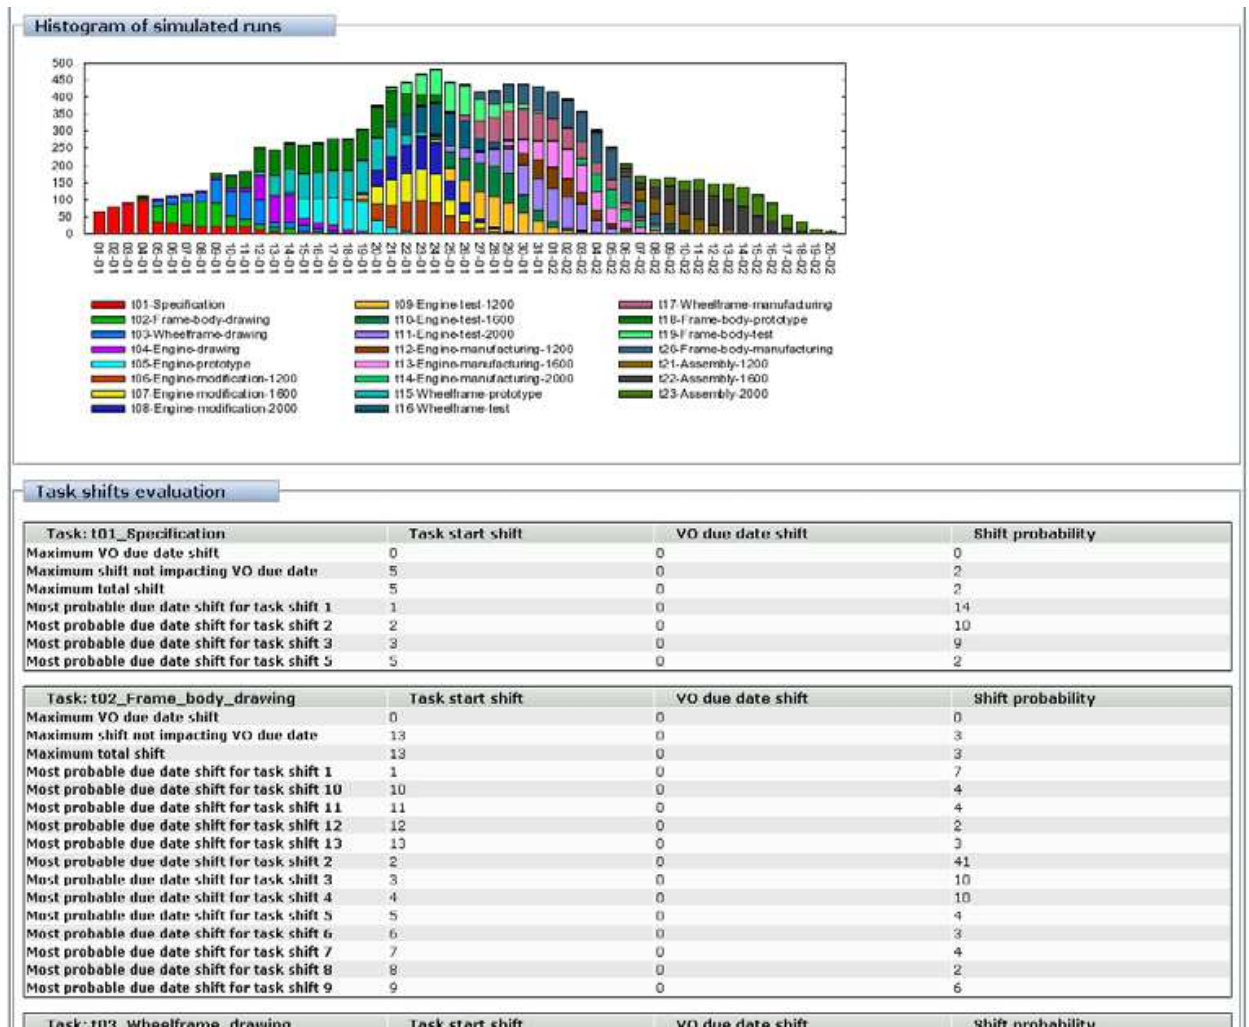 Histogram of simulated runs
500
450
400
350
300
250
200
150
100
50
0
01-01 02-01 03-01 04-01 05-01 06-01 07-01 08-01 09-01 10-01 11-01 12-01 13-01 14-01 15-01 16-01 17-01 18-01 19-01 20-01 21-01 22-01 23-01 24-01 25-01 26-01 27-01 28-01 29-01 30-01 31-01 01-02 02-02 03-02 04-02 05-02 06-02 07-02 08-02 09-02 10-02 11-02 12-02 13-02 14-02 15-02 16-02 17-02 18-02 19-02 20-02
t01-Specification t09-Engine-test-1200 t17-Wheelframe-manufacturing
t02-Frame-body-drawing t10-Engine-test-1600 t18-Frame-body-prototype
t03-Wheelframe-drawing t11-Engine-test-2000 t19-Frame-body-test
t04-Engine-drawing t12-Engine-manufacturing-1200 t20-Frame-body-manufacturing
t05-Engine-prototype t13-Engine-manufacturing-1600 t21-Assembly-1200
t06-Engine-modification-1200 t14-Engine-manufacturing-2000 t22-Assembly-1600
t07-Engine-modification-1600 t15-Wheelframe-prototype t23-Assembly-2000
t08-Engine-modification-2000 t16-Wheelframe-test
Task shifts evaluation
Task: t01_Specification Task start shift VO due date shift Shift probability
Maximum VO due date shift 0 0 0
Maximum shift not impacting VO due date 5 0 2
Maximum total shift 5 0 2
Most probable due date shift for task shift 1 1 0 14
Most probable due date shift for task shift 2 2 0 10
Most probable due date shift for task shift 3 3 0 9
Most probable due date shift for task shift 5 5 0 2
Task: t02_Frame_body_drawing Task start shift VO due date shift Shift probability
Maximum VO due date shift 0 0 0
Maximum shift not impacting VO due date 13 0 3
Maximum total shift 13 0 3
Most probable due date shift for task shift 1 1 0 7
Most probable due date shift for task shift 10 10 0 4
Most probable due date shift for task shift 11 11 0 4
Most probable due date shift for task shift 12 12 0 2
Most probable due date shift for task shift 13 13 0 3
Most probable due date shift for task shift 2 2 0 41
Most probable due date shift for task shift 3 3 0 10
Most probable due date shift for task shift 4 4 0 10
Most probable due date shift for task shift 5 5 0 4
Most probable due date shift for task shift 6 6 0 3
Most probable due date shift for task shift 7 7 0 4
Most probable due date shift for task shift 8 8 0 2
Most probable due date shift for task shift 9 9 0 6
Task: t03_Wheelframe_drawing Task start shift VO due date shift Shift probability